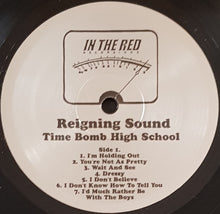 IN THE RED
RECORDINGS
Reigning Sound
Time Bomb High School
Side 1.
1. I'm Holding Out
2. You're Not As Pretty
3. Wait And See
4. Dressy
5. I Don't Believe
6. I Don't Know How To Tell You
7. I'd Much Rather Be
With The Boys